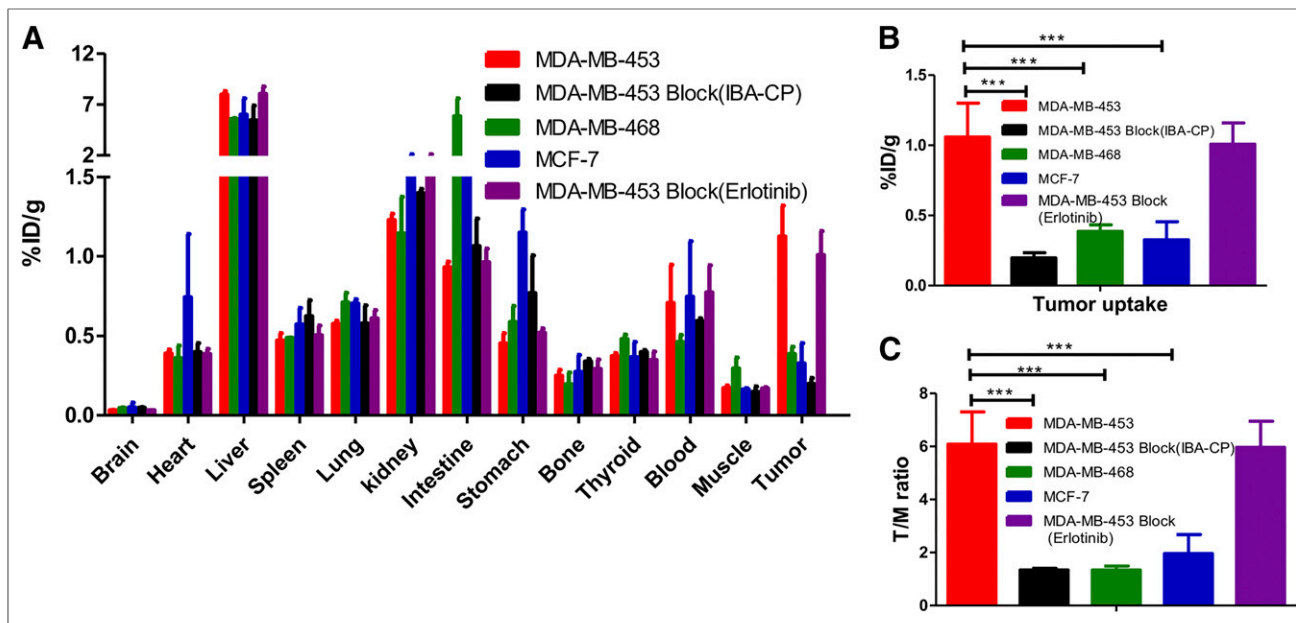 A
%ID/g
12
7
2
1.5
1.0
0.5
0.0
MDA-MB-453
MDA-MB-453 Block(IBA-CP)
MDA-MB-468
MCF-7
MDA-MB-453 Block(Erlotinib)
Brain
Heart
Liver
Spleen
Lung
kidney
Intestine
Stomach
Bone
Thyroid
Blood
Muscle
Tumor
B
***
***
***
%ID/g
1.5
1.0
0.5
0.0
MDA-MB-453
MDA-MB-453 Block(IBA-CP)
MDA-MB-468
MCF-7
MDA-MB-453 Block
(Erlotinib)
Tumor uptake
C
***
***
***
T/M ratio
8
6
4
2
0
MDA-MB-453
MDA-MB-453 Block(IBA-CP)
MDA-MB-468
MCF-7
MDA-MB-453 Block
(Erlotinib)